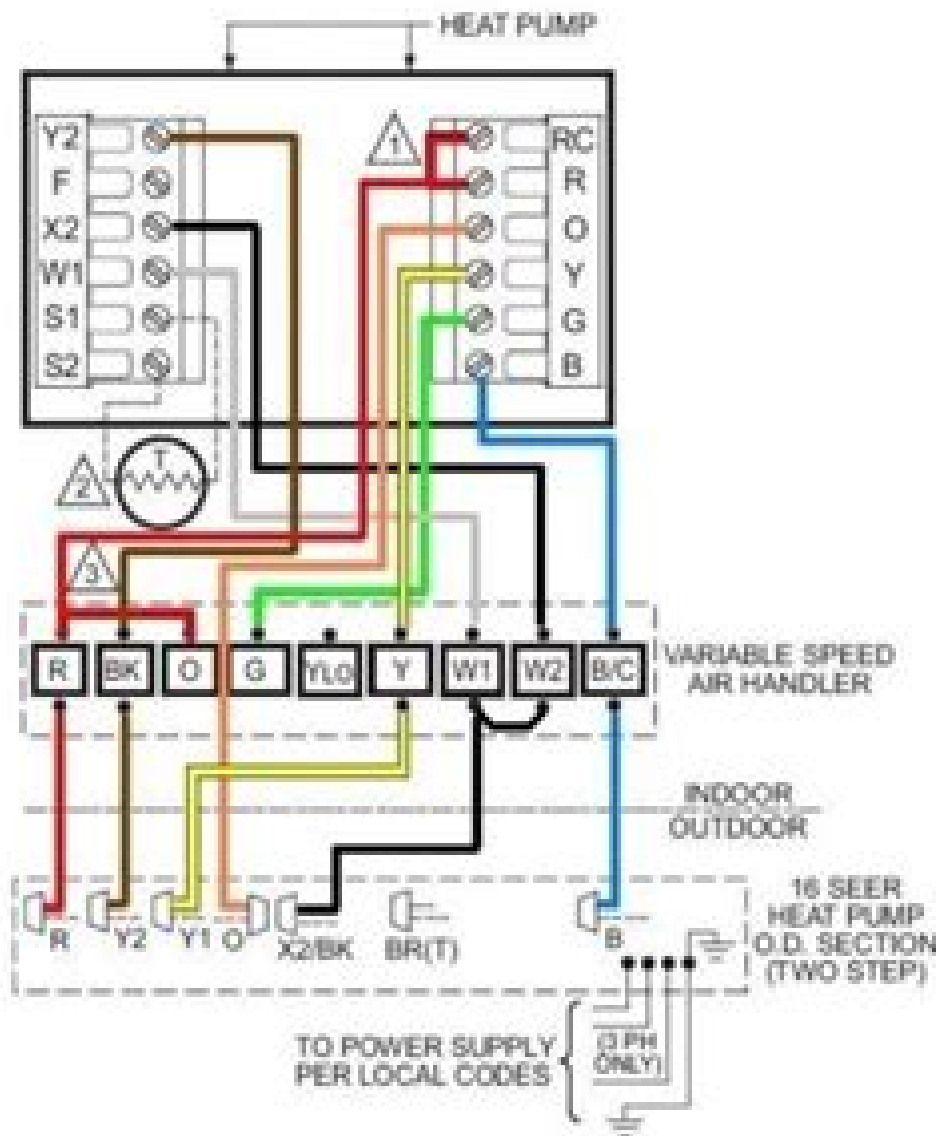 HEAT PUMP
Y2
F
X2
W1
S1
S2
1
RC
R
O
Y
G
B
T
2
3
R
BK
O
G
YLO
Y
W1
W2
B/C
VARIABLE SPEED
AIR HANDLER
INDOOR
OUTDOOR
R
Y2
Y1
O
X2/BK
BR(T)
B
16 SEER
HEAT PUMP
O.D. SECTION
(TWO STEP)
TO POWER SUPPLY
PER LOCAL CODES
(3 PH
ONLY)